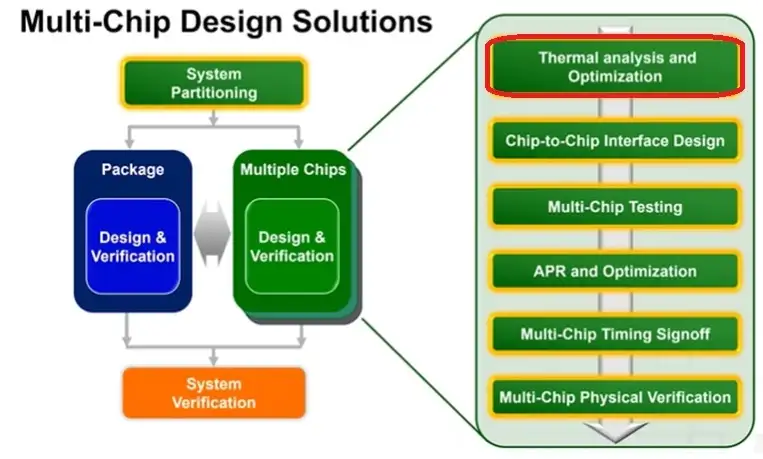 Multi-Chip Design Solutions
System
Partitioning
Package
Design &
Verification
Multiple Chips
Design &
Verification
System
Verification
Thermal analysis and
Optimization
Chip-to-Chip Interface Design
Multi-Chip Testing
APR and Optimization
Multi-Chip Timing Signoff
Multi-Chip Physical Verification